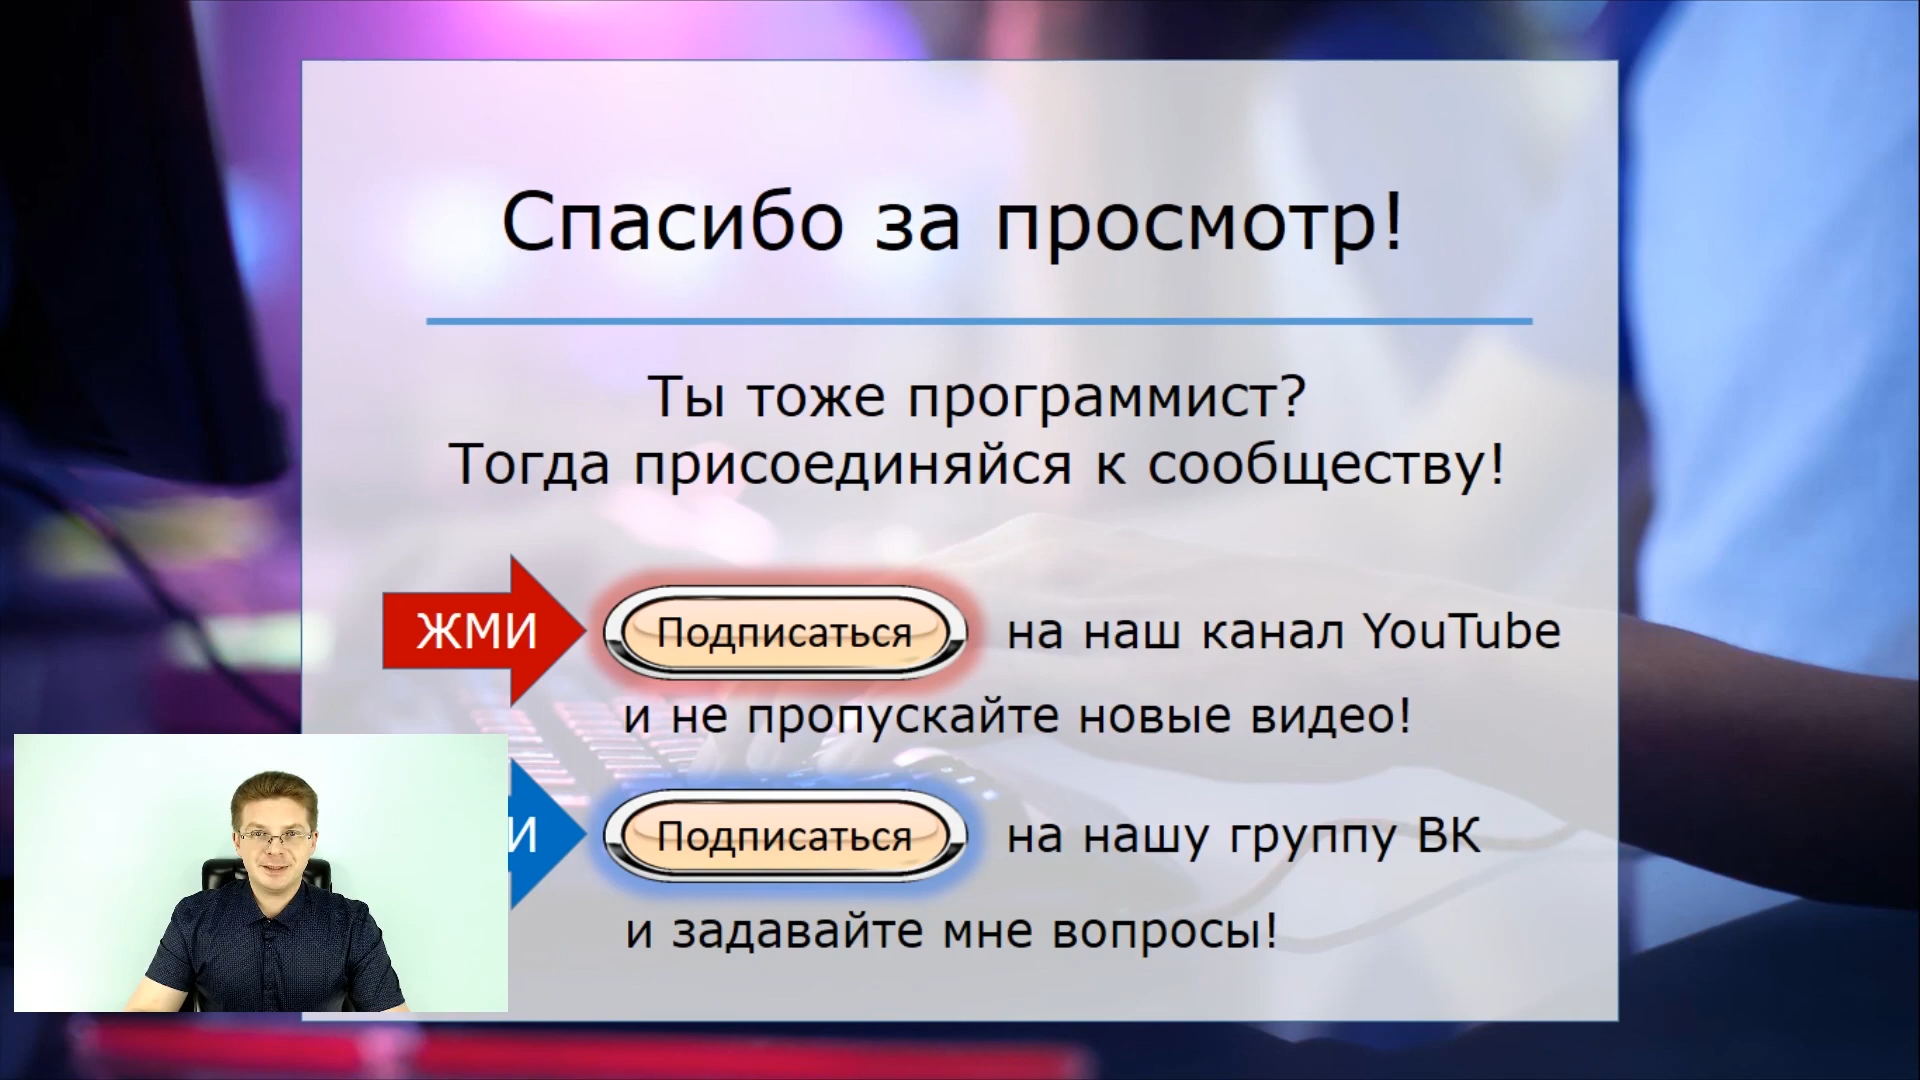 Спасибо за просмотр!
Ты тоже программист?
Тогда присоединяйся к сообществу!
ЖМИ Подписаться на наш канал YouTube
и не пропускайте новые видео!
Подписаться на нашу группу ВК
и задавайте мне вопросы!